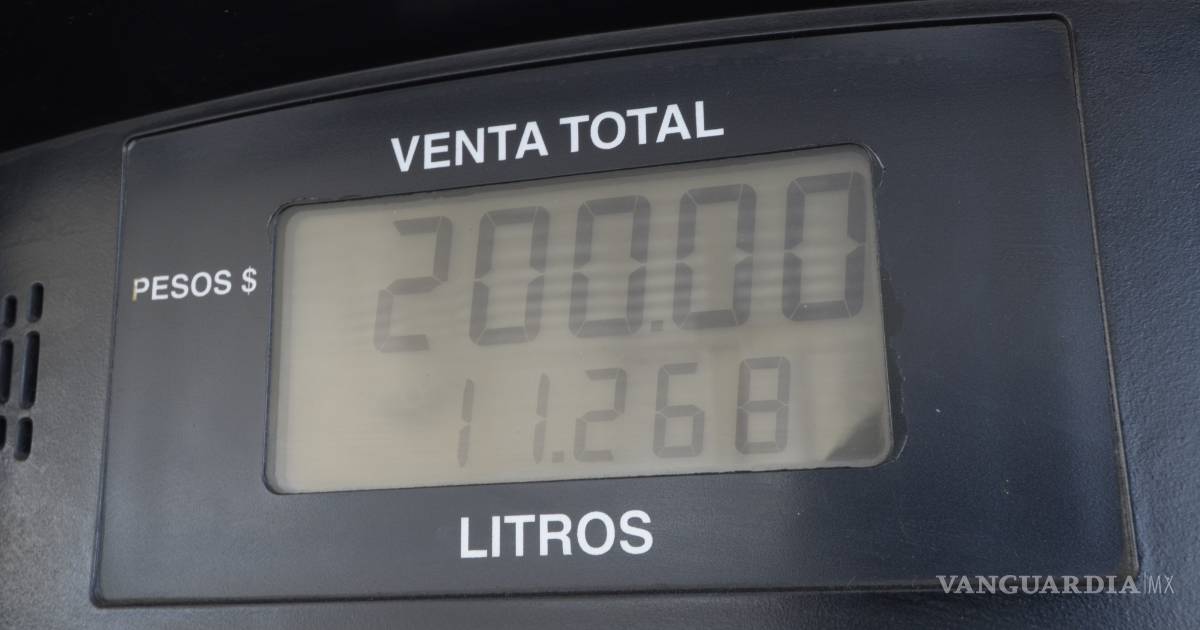 VENTA TOTAL
PESOS $ 200.00
11.268
LITROS
VANGUARDIA|MX